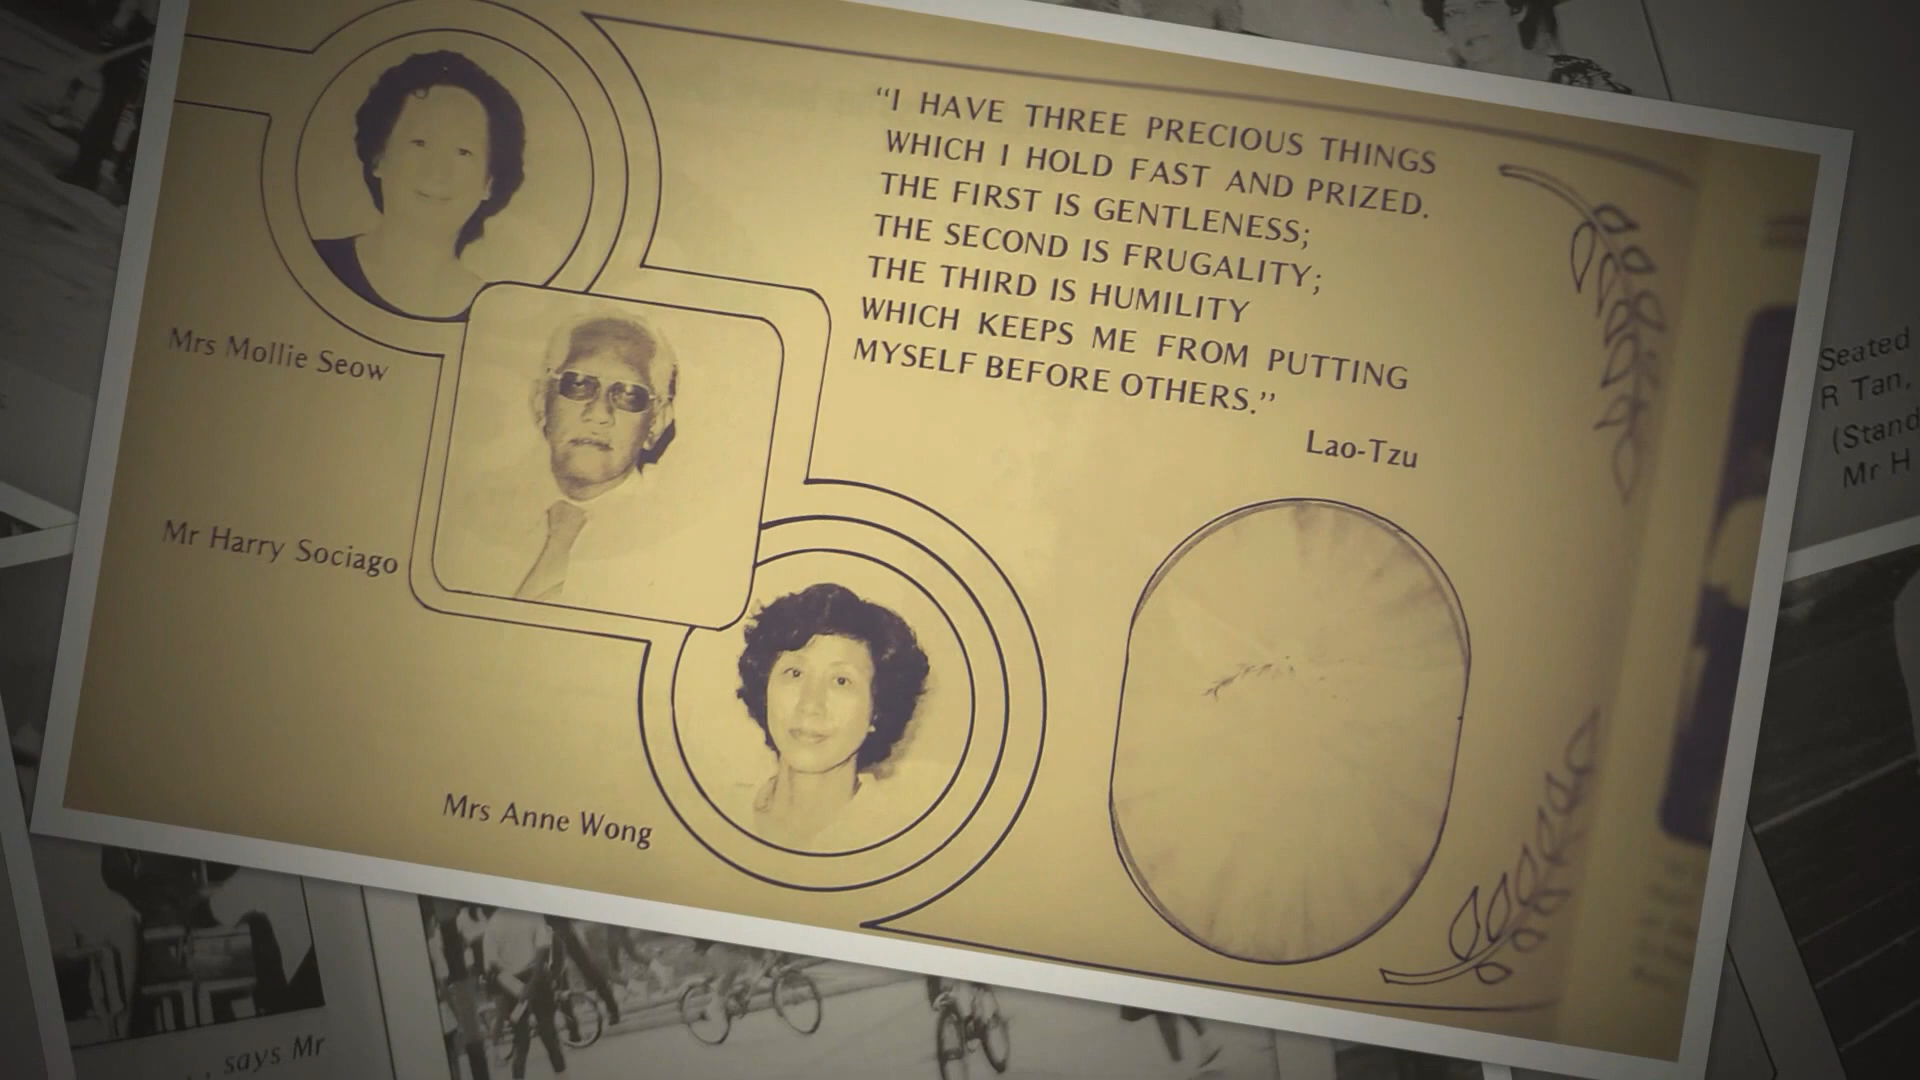 "I HAVE THREE PRECIOUS THINGS
WHICH I HOLD FAST AND PRIZED.
THE FIRST IS GENTLENESS;
THE SECOND IS FRUGALITY;
THE THIRD IS HUMILITY
WHICH KEEPS ME FROM PUTTING
MYSELF BEFORE OTHERS."
Lao-Tzu
Mrs Mollie Seow
Mr Harry Sociago
Mrs Anne Wong
Seated
R Tan,
(Stand
Mr H
says Mr